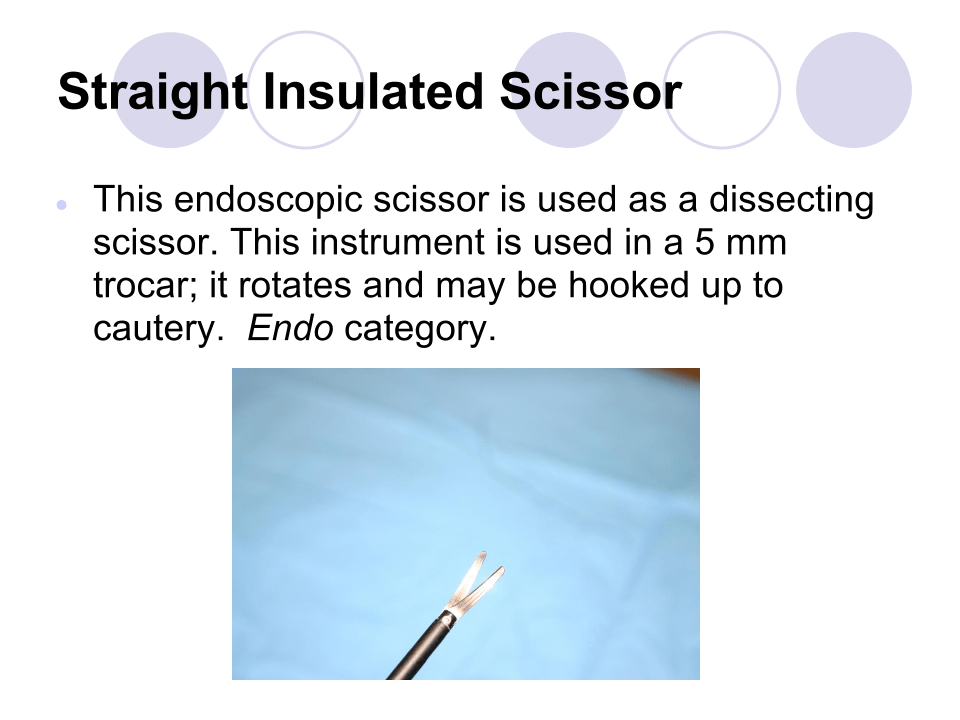 Straight Insulated Scissor
This endoscopic scissor is used as a dissecting
scissor. This instrument is used in a 5 mm
trocar; it rotates and may be hooked up to
cautery.  Endo category.